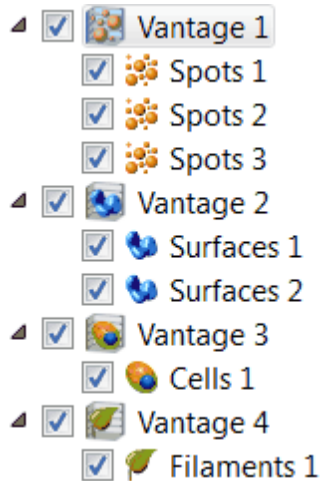 Vantage 1
Spots 1
Spots 2
Spots 3
Vantage 2
Surfaces 1
Surfaces 2
Vantage 3
Cells 1
Vantage 4
Filaments 1